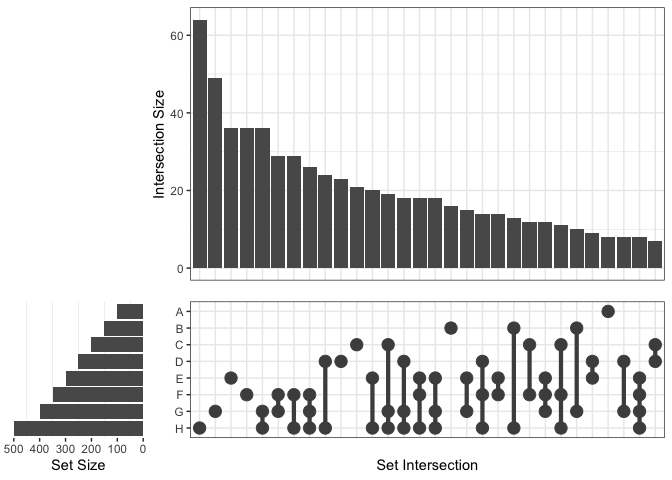 60
40
20
0
Intersection Size
A
B
C
D
E
F
G
H
A
B
C
D
E
F
G
H
500 400 300 200 100 0
Set Size
Set Intersection